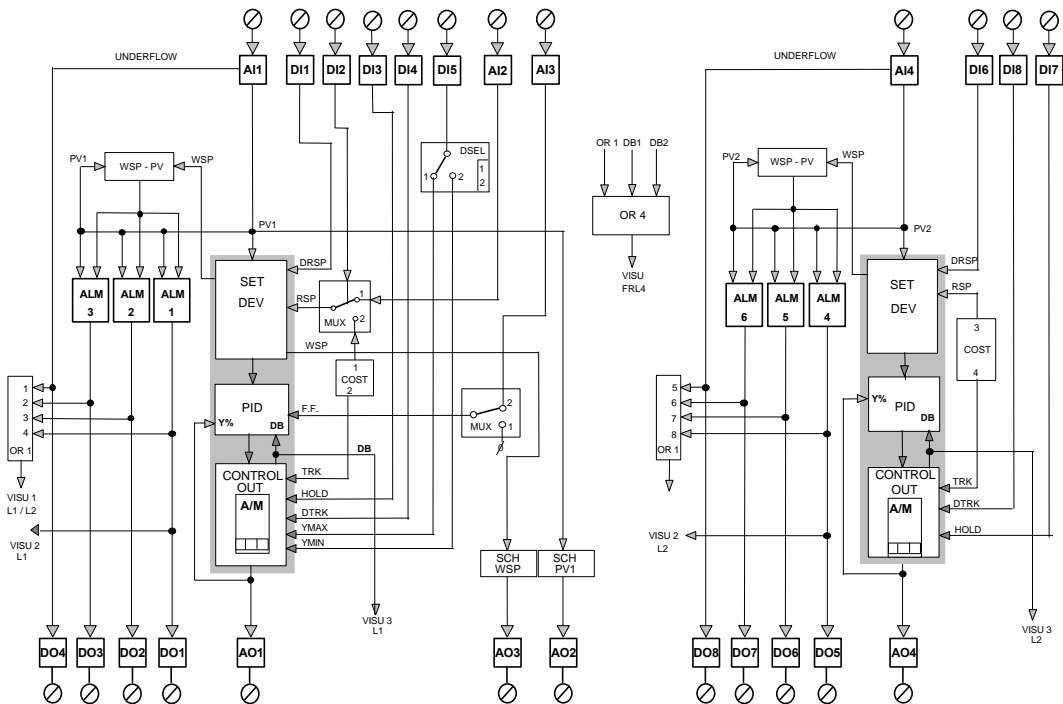 UNDERFLOW
AI1
DI1
DI2
DI3
DI4
DI5
AI2
AI3
DSEL
1
2
1
2
PV1
WSP - PV
WSP
PV1
ALM
3
ALM
2
ALM
1
SET
DEV
DRSP
RSP
1
MUX
2
WSP
1
COST
2
PID
Y%
DB
F.F.
2
MUX
1
1
2
3
4
OR 1
VISU 1
L1 / L2
DB
CONTROL
OUT
A/M
TRK
HOLD
DTRK
YMAX
YMIN
VISU 2
L1
SCH
WSP
SCH
PV1
VISU 3
L1
DO4
DO3
DO2
DO1
AO1
AO3
AO2
OR 1
DB1
DB2
OR 4
VISU
FRL4
UNDERFLOW
AI4
DI6
DI8
DI7
PV2
WSP - PV
WSP
PV2
ALM
6
ALM
5
ALM
4
SET
DEV
DRSP
RSP
3
COST
4
PID
Y%
DB
5
6
7
8
OR 1
CONTROL
OUT
A/M
TRK
DTRK
HOLD
VISU 2
L2
VISU 3
L2
DO8
DO7
DO6
DO5
AO4